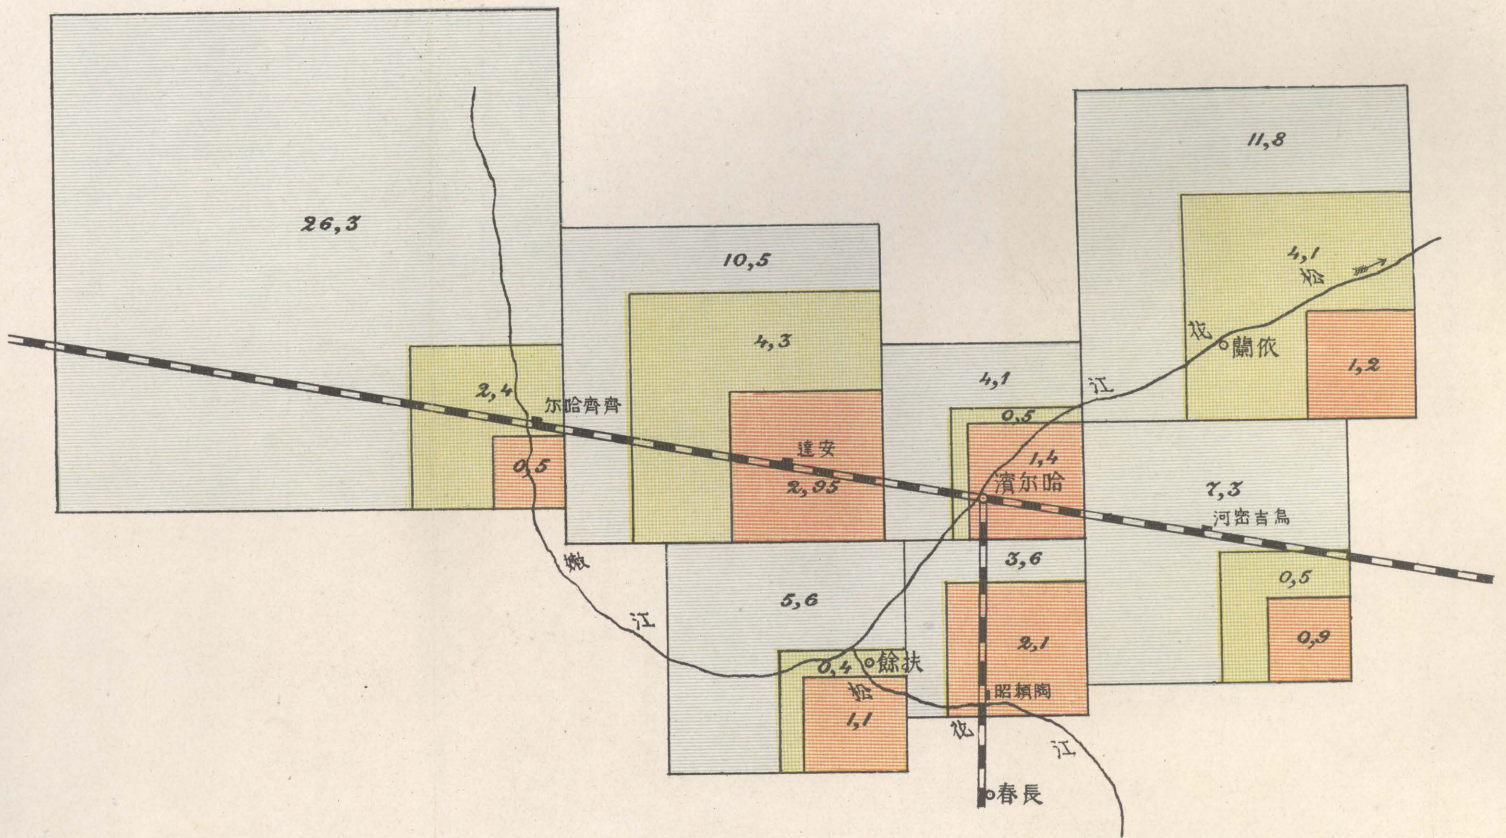 26,3
2,4
尔哈齊齊
0,5
10,5
4,3
達安
2,95
4,1
0,5
1,4
濱尔哈
11,8
4,1
松
花
江
蘭依
1,2
7,3
河密吉烏
0,5
0,9
嫩
江
5,6
0,4
餘扶
1,1
3,6
2,1
昭賴陶
松
花
江
春長